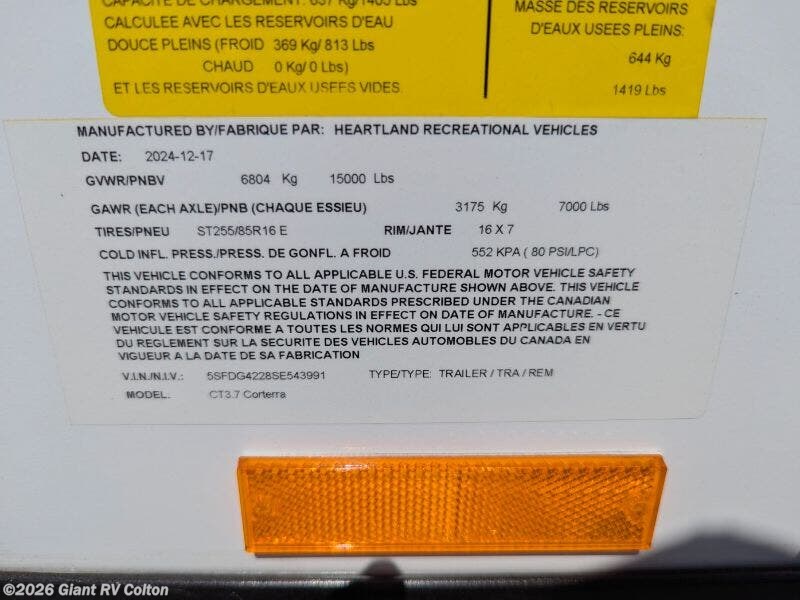 CAPACITE DE CHARGEMENT: 637 Kg/1405 Lbs
CALCULEE AVEC LES RESERVOIRS D'EAU
DOUCE PLEINS (FROID 369 Kg/ 813 Lbs
CHAUD 0 Kg/ 0 Lbs)
ET LES RESERVOIRS D'EAUX USEES VIDES.
MASSE DES RESERVOIRS
D'EAUX USEES PLEINS:
644 Kg
1419 Lbs
MANUFACTURED BY/FABRIQUE PAR: HEARTLAND RECREATIONAL VEHICLES
DATE: 2024-12-17
GVWR/PNBV 6804 Kg 15000 Lbs
GAWR (EACH AXLE)/PNB (CHAQUE ESSIEU) 3175 Kg 7000 Lbs
TIRES/PNEU ST255/85R16 E RIM/JANTE 16 X 7
COLD INFL. PRESS./PRESS. DE GONFL. A FROID 552 KPA ( 80 PSI/LPC)
THIS VEHICLE CONFORMS TO ALL APPLICABLE U.S. FEDERAL MOTOR VEHICLE SAFETY
STANDARDS IN EFFECT ON THE DATE OF MANUFACTURE SHOWN ABOVE. THIS VEHICLE
CONFORMS TO ALL APPLICABLE STANDARDS PRESCRIBED UNDER THE CANADIAN
MOTOR VEHICLE SAFETY REGULATIONS IN EFFECT ON DATE OF MANUFACTURE. - CE
VEHICULE EST CONFORME A TOUTES LES NORMES QUI LUI SONT APPLICABLES EN VERTU
DU REGLEMENT SUR LA SECURITE DES VEHICLES AUTOMOBILES DU CANADA EN
VIGUEUR A LA DATE DE SA FABRICATION
V.I.N./N.I.V.: 5SFDG4228SE543991 TYPE/TYPE: TRAILER / TRA / REM
MODEL: CT3.7 Corterra
©2026 Giant RV Colton